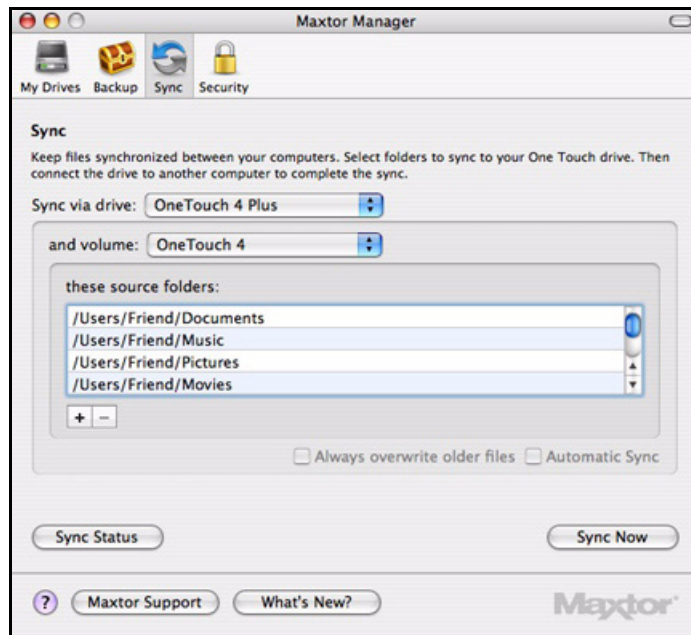 Maxtor Manager
My Drives Backup Sync Security
Sync
Keep files synchronized between your computers. Select folders to sync to your One Touch drive. Then
connect the drive to another computer to complete the sync.
Sync via drive: OneTouch 4 Plus
and volume: OneTouch 4
these source folders:
/Users/Friend/Documents
/Users/Friend/Music
/Users/Friend/Pictures
/Users/Friend/Movies
+ −
Always overwrite older files Automatic Sync
Sync Status Sync Now
? Maxtor Support What's New? Maxtor